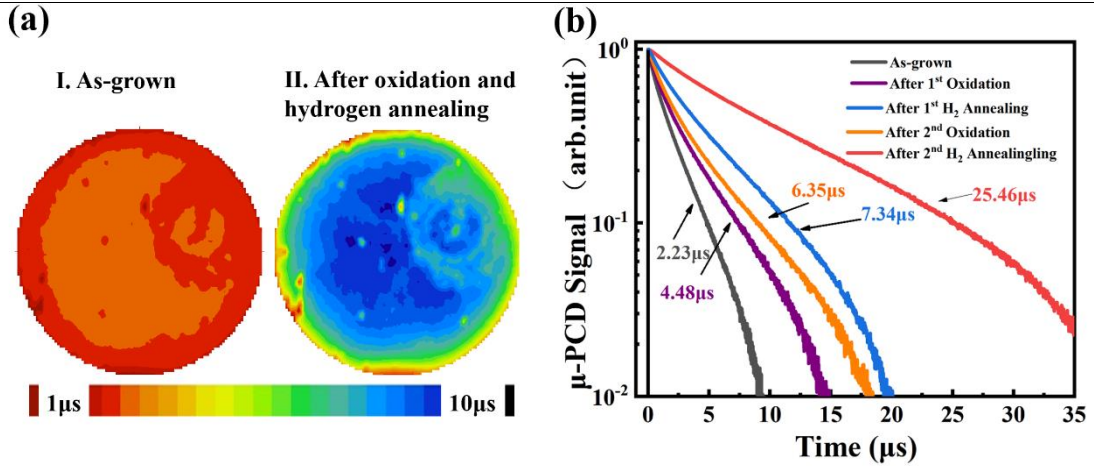 (a)
I. As-grown
II. After oxidation and
hydrogen annealing
1μs
10μs
(b)
μ-PCD Signal (arb.unit)
10⁰
10⁻¹
10⁻²
As-grown
After 1ˢᵗ Oxidation
After 1ˢᵗ H₂ Annealing
After 2ⁿᵈ Oxidation
After 2ⁿᵈ H₂ Annealingling
2.23μs
4.48μs
6.35μs
7.34μs
25.46μs
0 5 10 15 20 25 30 35
Time (μs)